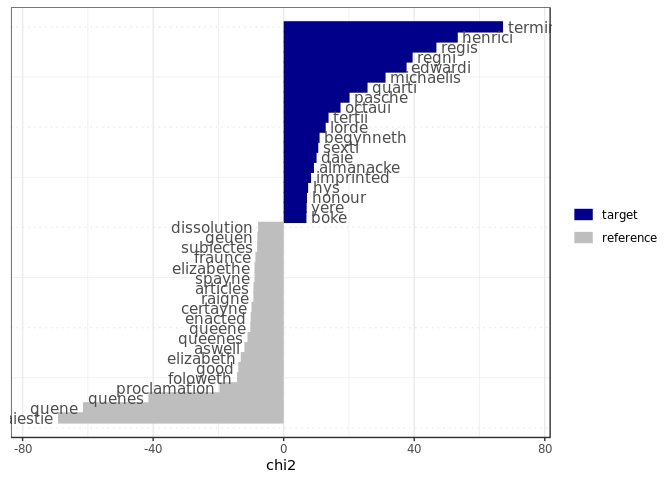 termin
henrici
regis
regni
edwardi
michaelis
quarti
pasche
octaui
tertii
lorde
begynneth
sexti
daie
almanacke
imprinted
hys
honour
yere
boke
dissolution
geuen
subiectes
fraunce
elizabethe
spayne
articles
raigne
certayne
enacted
queene
queenes
aswell
elizabeth
good
foloweth
proclamation
quenes
quene
iestie
-80 -40 0 40 80
chi2
target
reference